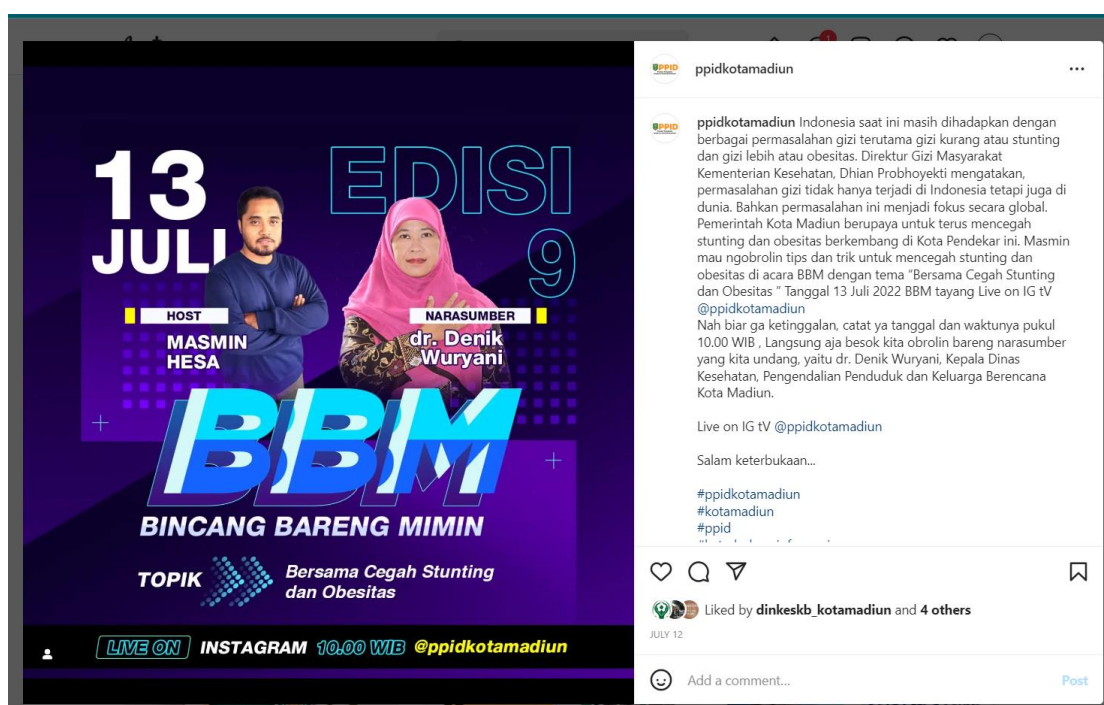 13
JULI
EDISI
9
HOST
MASMIN
HESA
NARASUMBER
dr. Denik
Wuryani
BBM
BINCANG BARENG MIMIN
TOPIK
Bersama Cegah Stunting
dan Obesitas
LIVE ON INSTAGRAM 10.00 WIB @ppidkotamadiun
PPID
ppidkotamadiun
PPID
ppidkotamadiun Indonesia saat ini masih dihadapkan dengan
berbagai permasalahan gizi terutama gizi kurang atau stunting
dan gizi lebih atau obesitas. Direktur Gizi Masyarakat
Kementerian Kesehatan, Dhian Probhoyekti mengatakan,
permasalahan gizi tidak hanya terjadi di Indonesia tetapi juga di
dunia. Bahkan permasalahan ini menjadi fokus secara global.
Pemerintah Kota Madiun berupaya untuk terus mencegah
stunting dan obesitas berkembang di Kota Pendekar ini. Masmin
mau ngobrolin tips dan trik untuk mencegah stunting dan
obesitas di acara BBM dengan tema "Bersama Cegah Stunting
dan Obesitas " Tanggal 13 Juli 2022 BBM tayang Live on IG tV
@ppidkotamadiun
Nah biar ga ketinggalan, catat ya tanggal dan waktunya pukul
10.00 WIB , Langsung aja besok kita obrolin bareng narasumber
yang kita undang, yaitu dr. Denik Wuryani, Kepala Dinas
Kesehatan, Pengendalian Penduduk dan Keluarga Berencana
Kota Madiun.
Live on IG tV @ppidkotamadiun
Salam keterbukaan...
#ppidkotamadiun
#kotamadiun
#ppid
Liked by dinkeskb_kotamadiun and 4 others
JULY 12
Add a comment...
Post